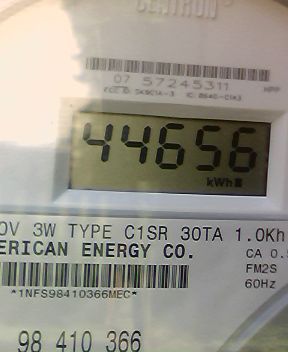 CENTRON
07 57245311
44656
kWh
0V 3W TYPE C1SR 30TA 1.0Kh
ERICAN ENERGY CO.
CA 0.
FM2S
60Hz
*1NFS98410366MEC*
98 410 366